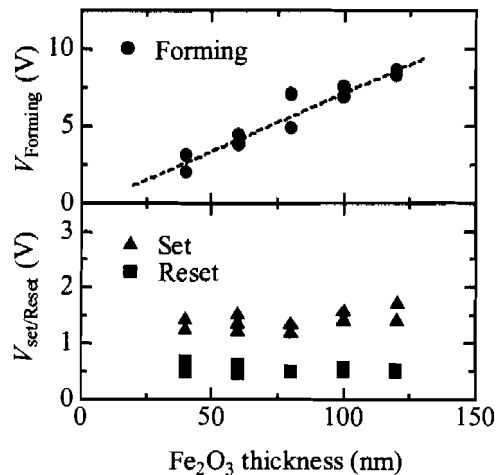 10
Forming
V_Forming (V)
5
0
3
Set
Reset
2
V_set/Reset (V)
1
0
0 50 100 150
Fe₂O₃ thickness (nm)